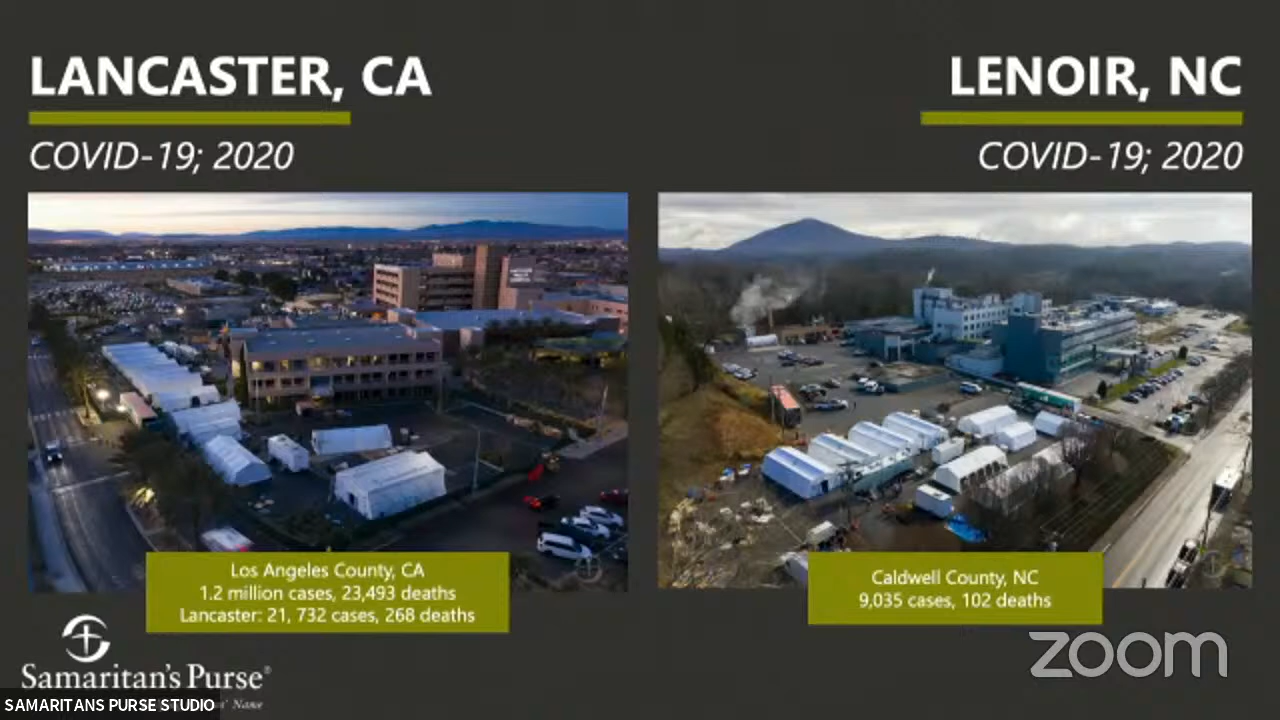 LANCASTER, CA
COVID-19; 2020
LENOIR, NC
COVID-19; 2020
Los Angeles County, CA
1.2 million cases, 23,493 deaths
Lancaster: 21, 732 cases, 268 deaths
Caldwell County, NC
9,035 cases, 102 deaths
Samaritan's Purse®
Name
SAMARITANS PURSE STUDIO
zoom